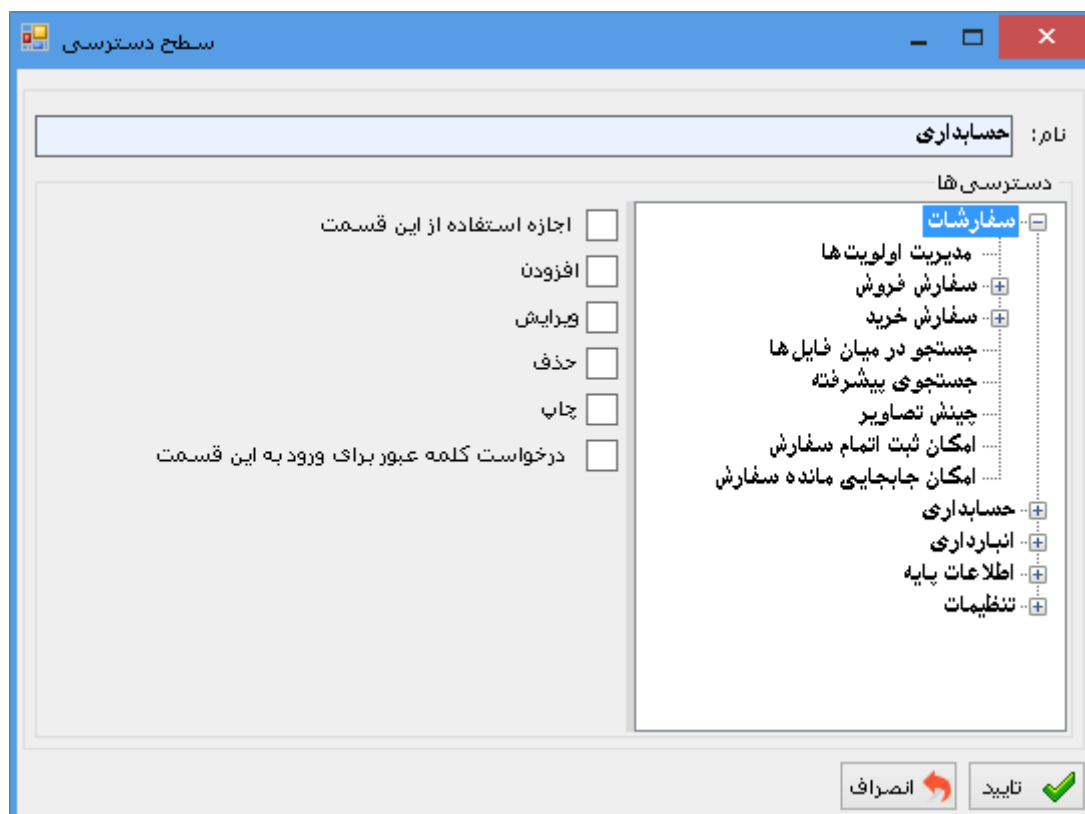 سطح دسترسی
نام: حسابداری
دسترسی‌ها
سفارشات
مدیریت اولویت‌ها
سفارش فروش
سفارش خرید
جستجو در میان فایل‌ها
جستجوی پیشرفته
چینش تصاویر
امکان ثبت اتمام سفارش
امکان جابجایی مانده سفارش
حسابداری
انبارداری
اطلاعات پایه
تنظیمات
اجازه استفاده از این قسمت
افزودن
ویرایش
حذف
چاپ
درخواست کلمه عبور برای ورود به این قسمت
تایید
انصراف